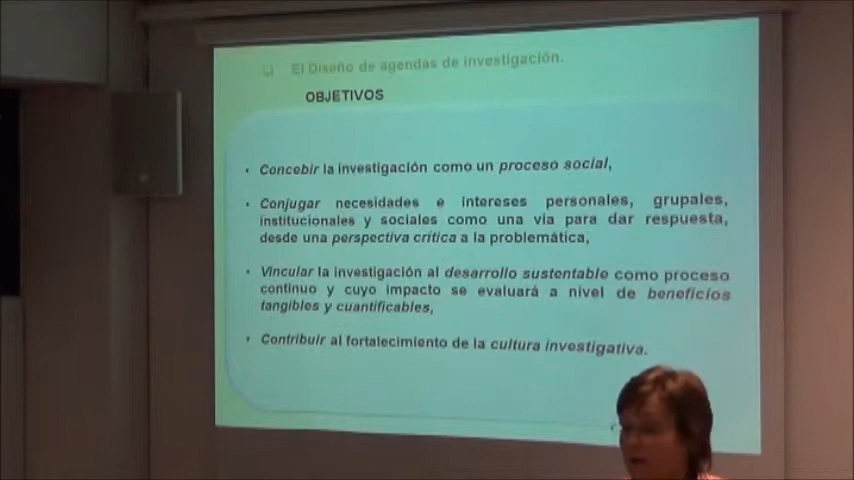 El Diseño de agendas de investigación.
OBJETIVOS
• Concebir la investigación como un proceso social,
• Conjugar necesidades e intereses personales, grupales,
institucionales y sociales como una vía para dar respuesta,
desde una perspectiva crítica a la problemática,
• Vincular la investigación al desarrollo sustentable como proceso
continuo y cuyo impacto se evaluará a nivel de beneficios
tangibles y cuantificables,
• Contribuir al fortalecimiento de la cultura investigativa.